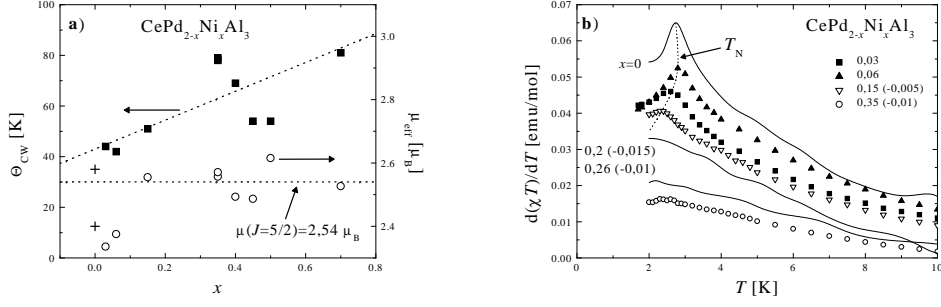 a)
CePd2-xNixAl3
100
80
60
40
20
0
ΘCW [K]
0.0 0.2 0.4 0.6 0.8
x
3.0
2.8
2.6
2.4
μeff [μB]
μ(J=5/2)=2,54 μB
b)
CePd2-xNixAl3
x=0
TN
0,03
0,06
0,15 (-0,005)
0,35 (-0,01)
0,2 (-0,015)
0,26 (-0,01)
0.07
0.06
0.05
0.04
0.03
0.02
0.01
0.00
d(χT)/dT [emu/mol]
0 2 4 6 8 10
T [K]